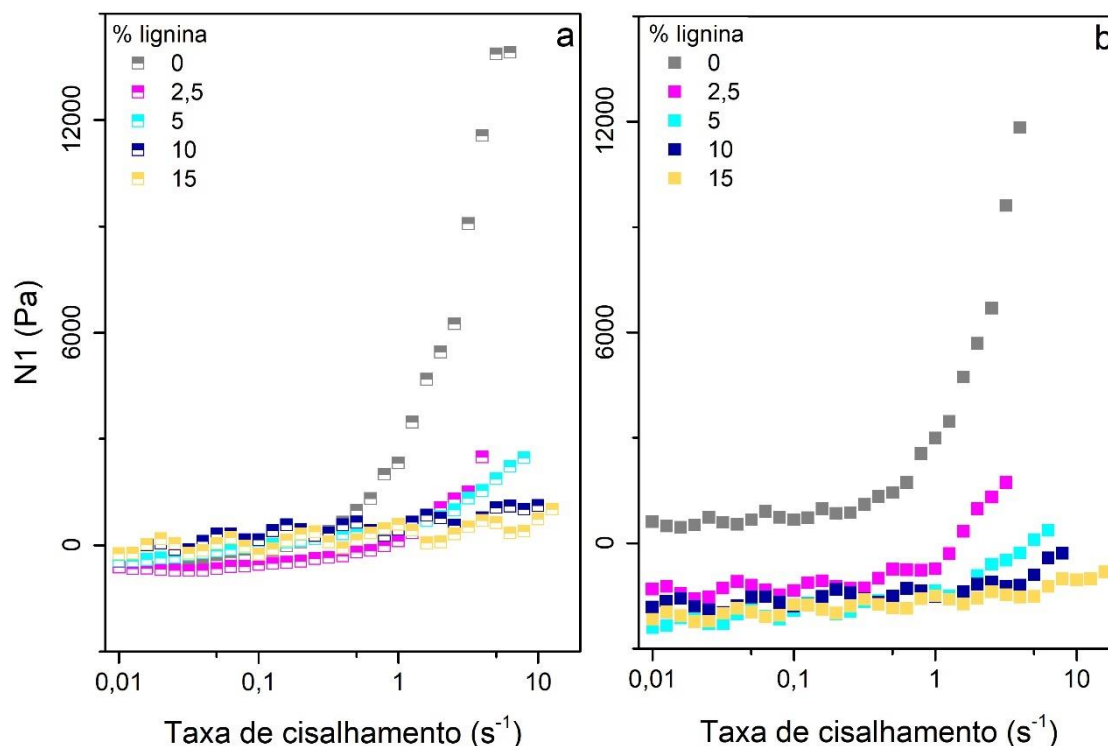 a
% lignina
0
2,5
5
10
15
N1 (Pa)
12000
6000
0
0,01 0,1 1 10
Taxa de cisalhamento (s⁻¹)
b
% lignina
0
2,5
5
10
15
12000
6000
0
0,01 0,1 1 10
Taxa de cisalhamento (s⁻¹)